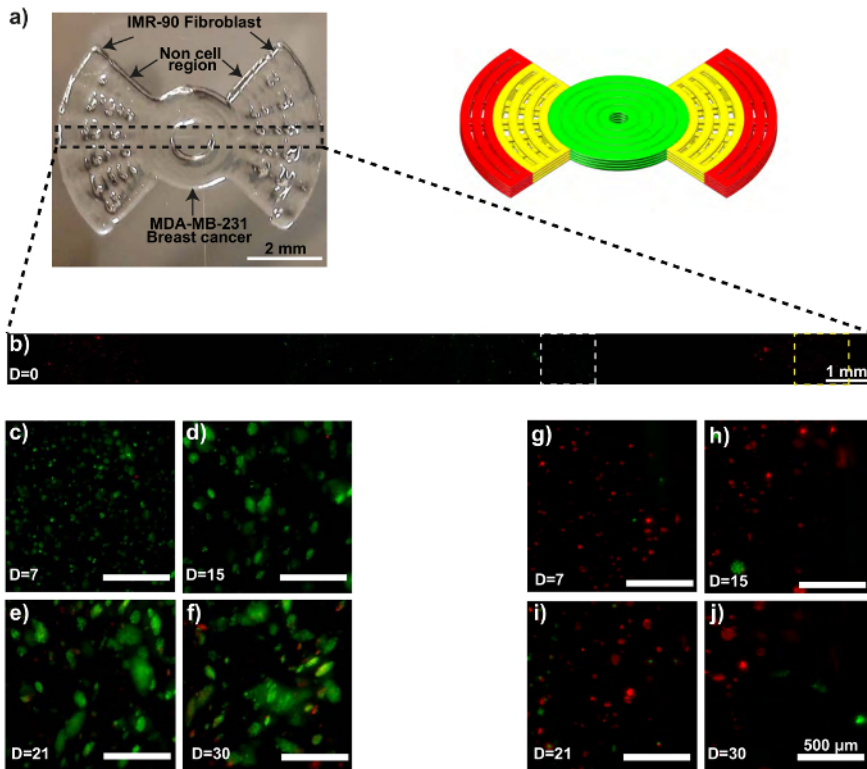 a)
IMR-90 Fibroblast
Non cell
region
MDA-MB-231
Breast cancer
2 mm
b)
D=0
1 mm
c)
D=7
d)
D=15
e)
D=21
f)
D=30
g)
D=7
h)
D=15
i)
D=21
j)
D=30
500 µm